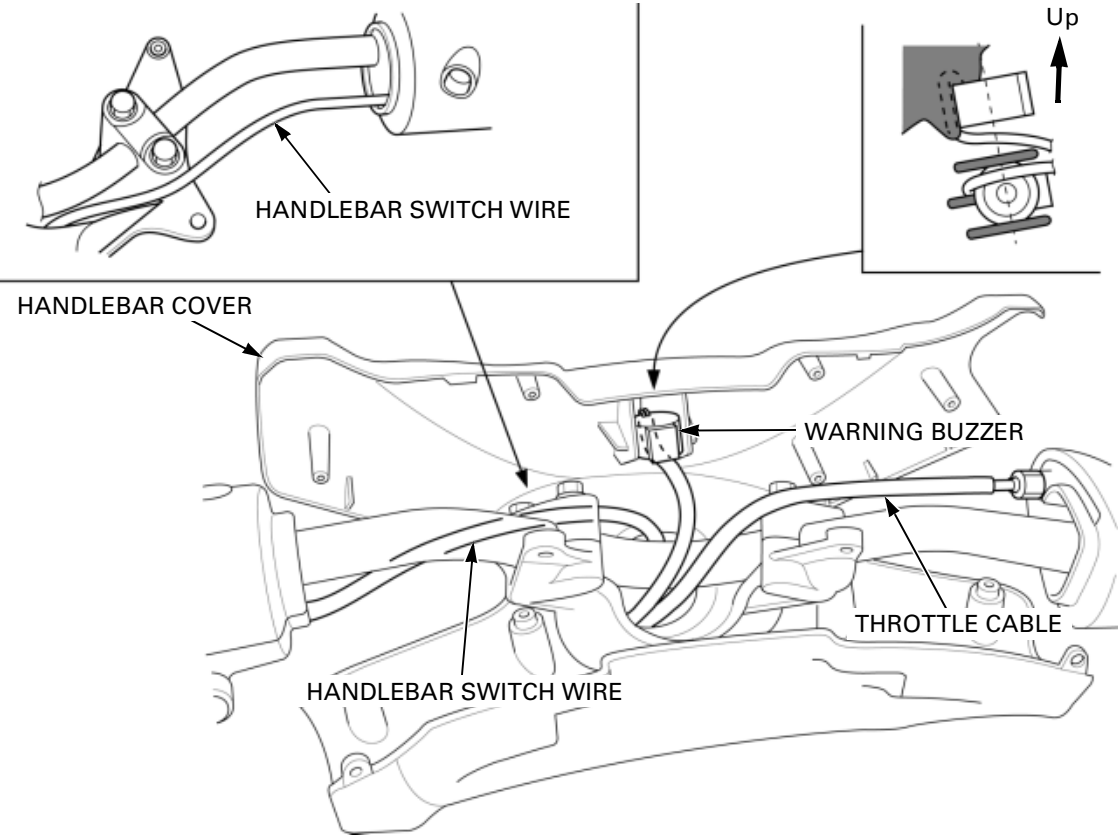 Up
HANDLEBAR SWITCH WIRE
HANDLEBAR COVER
WARNING BUZZER
THROTTLE CABLE
HANDLEBAR SWITCH WIRE